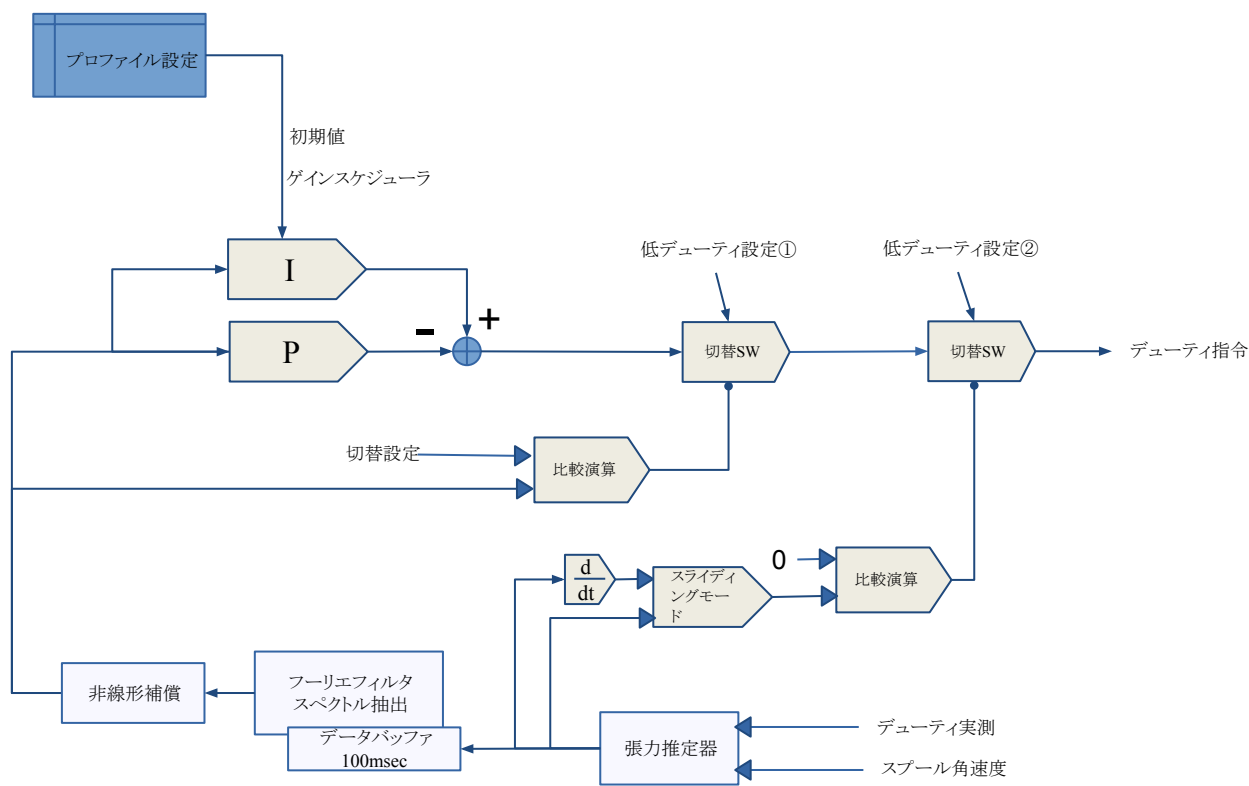 プロファイル設定
初期値
ゲインスケジューラ
I
P
-
+
低デューティ設定①
低デューティ設定②
切替SW
切替SW
デューティ指令
切替設定
比較演算
d
dt
スライディ
ングモー
ド
0
比較演算
非線形補償
フーリエフィルタ
スペクトル抽出
データバッファ
100msec
張力推定器
デューティ実測
スプール角速度